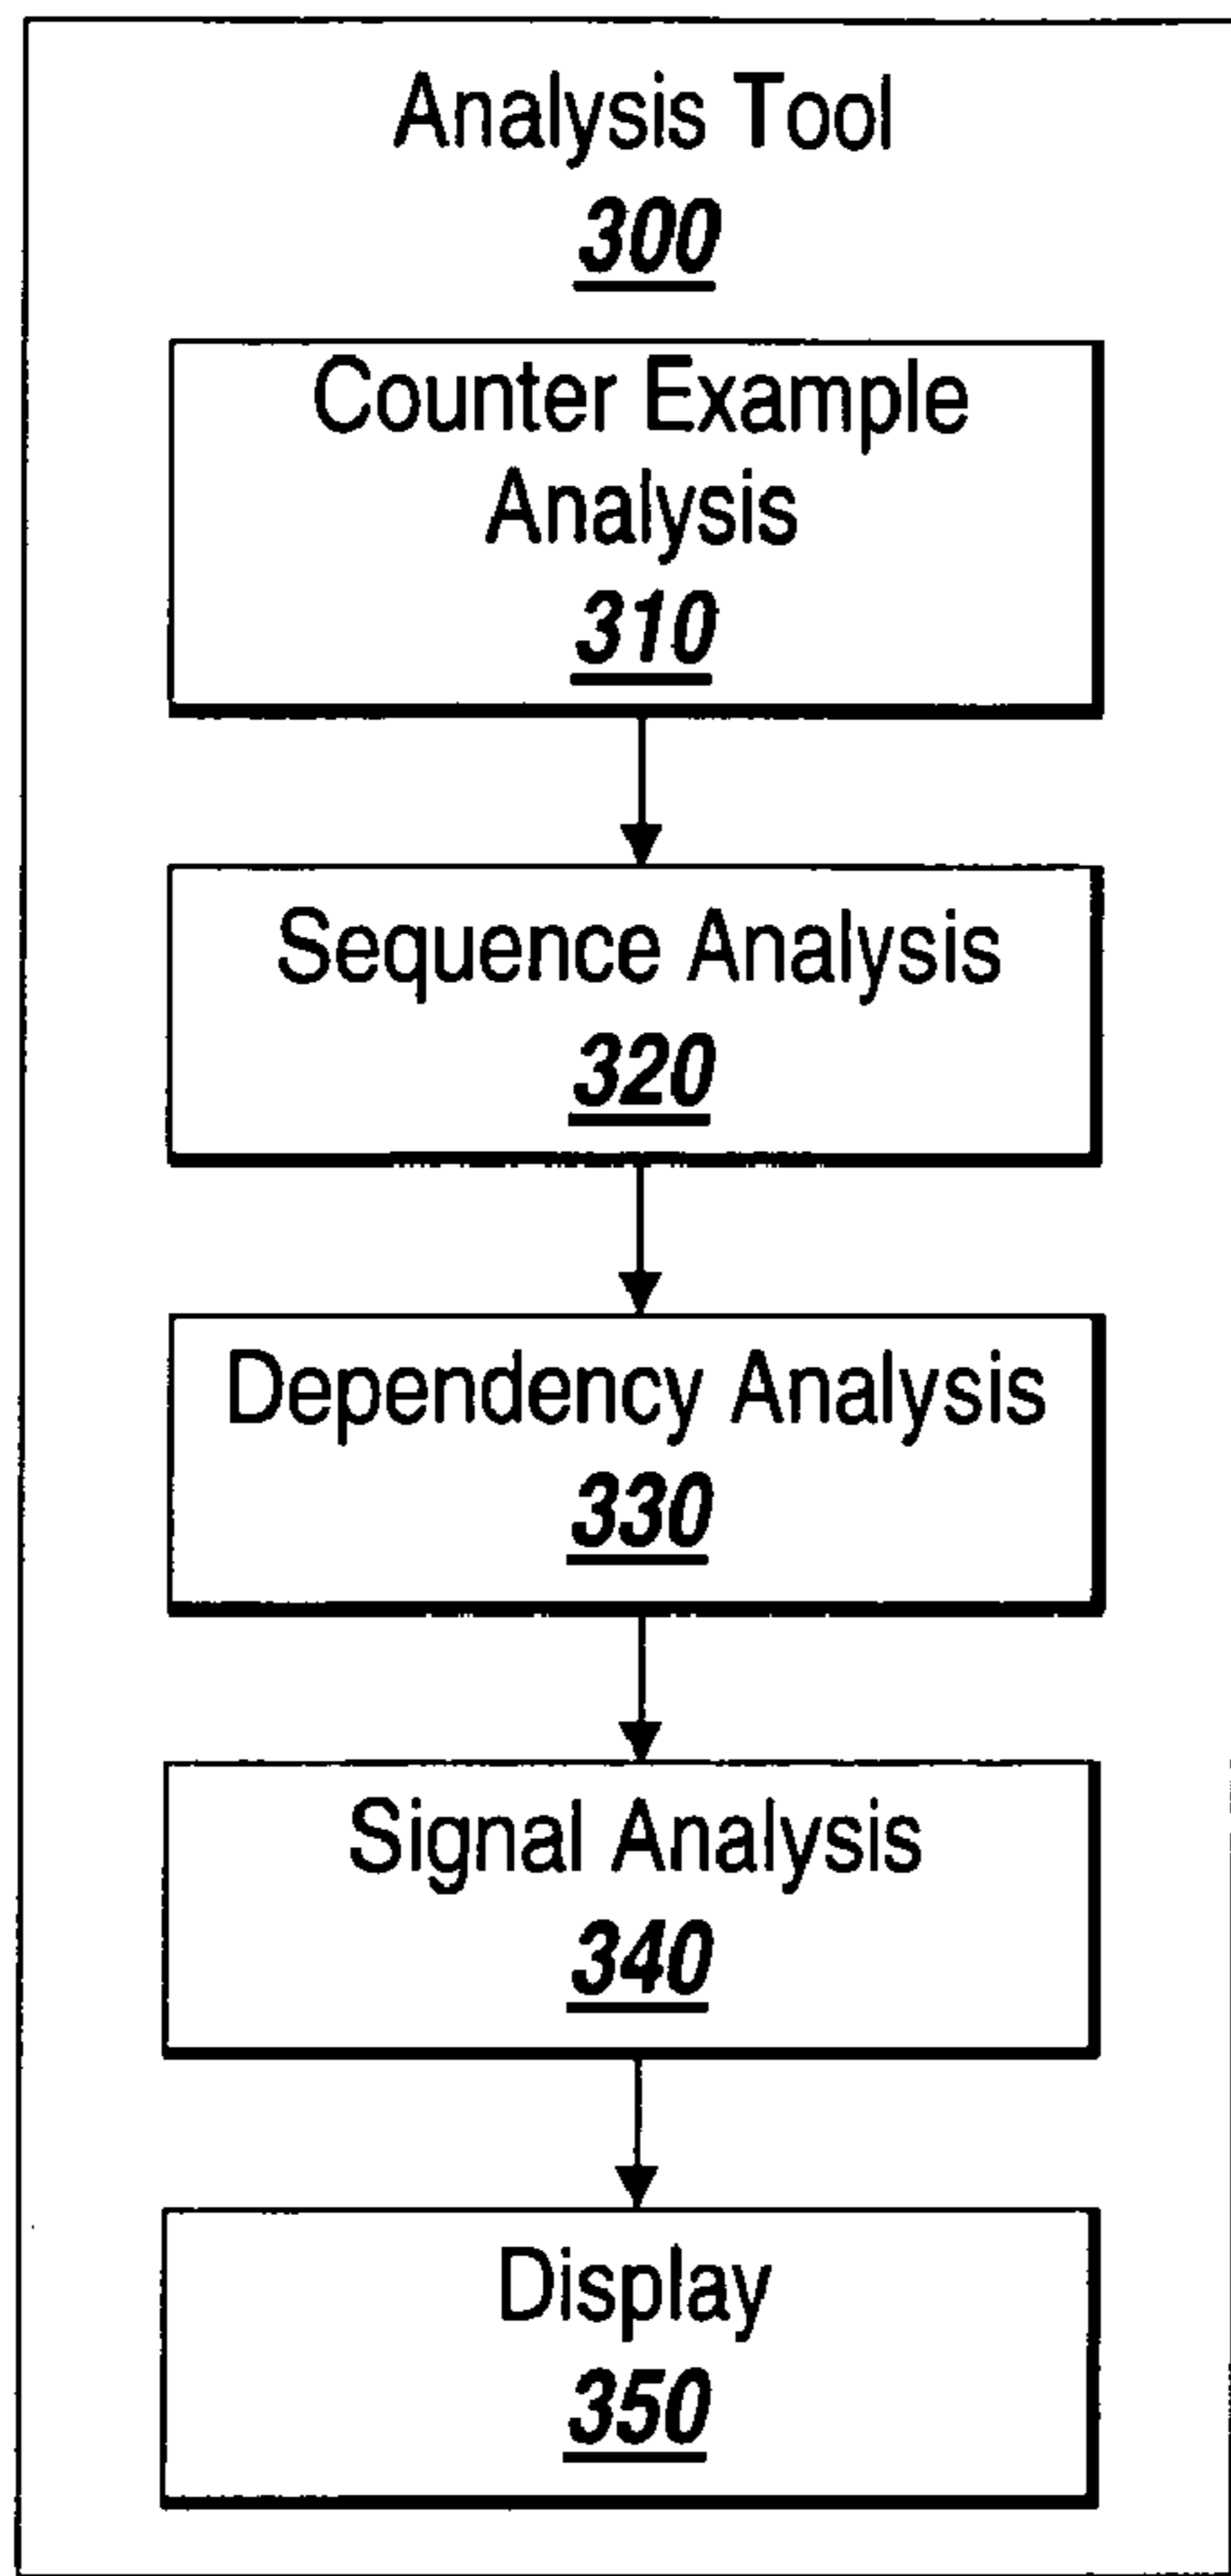 Analysis Tool
300
Counter Example
Analysis
310
Sequence Analysis
320
Dependency Analysis
330
Signal Analysis
340
Display
350